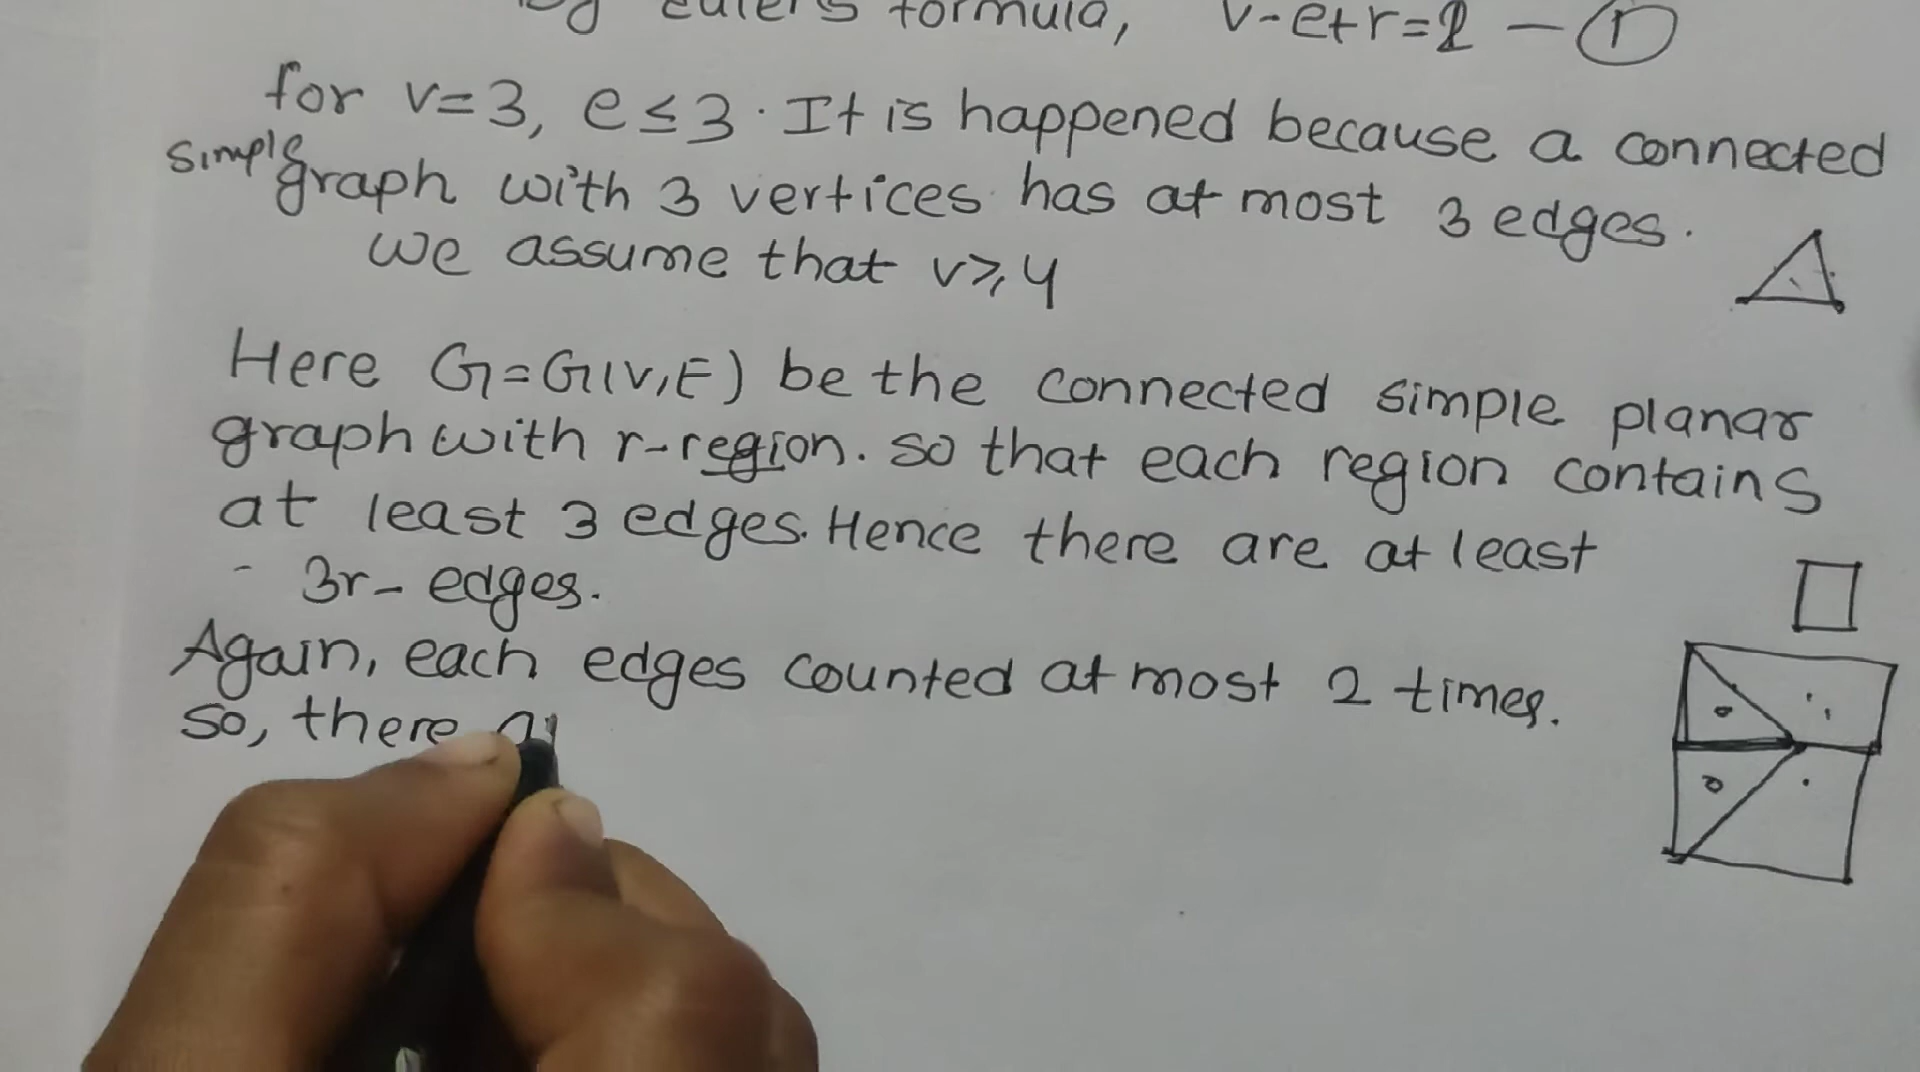 by euler's formula, v-e+r=2 - ①
for v=3, e≤3. It is happened because a connected
simple graph with 3 vertices has at most 3 edges.
we assume that v≥4
Here G=G(V,E) be the connected simple planar
graph with r-region. so that each region contains
at least 3 edges. Hence there are at least
- 3r- edges.
Again, each edges counted at most 2 times.
so, there